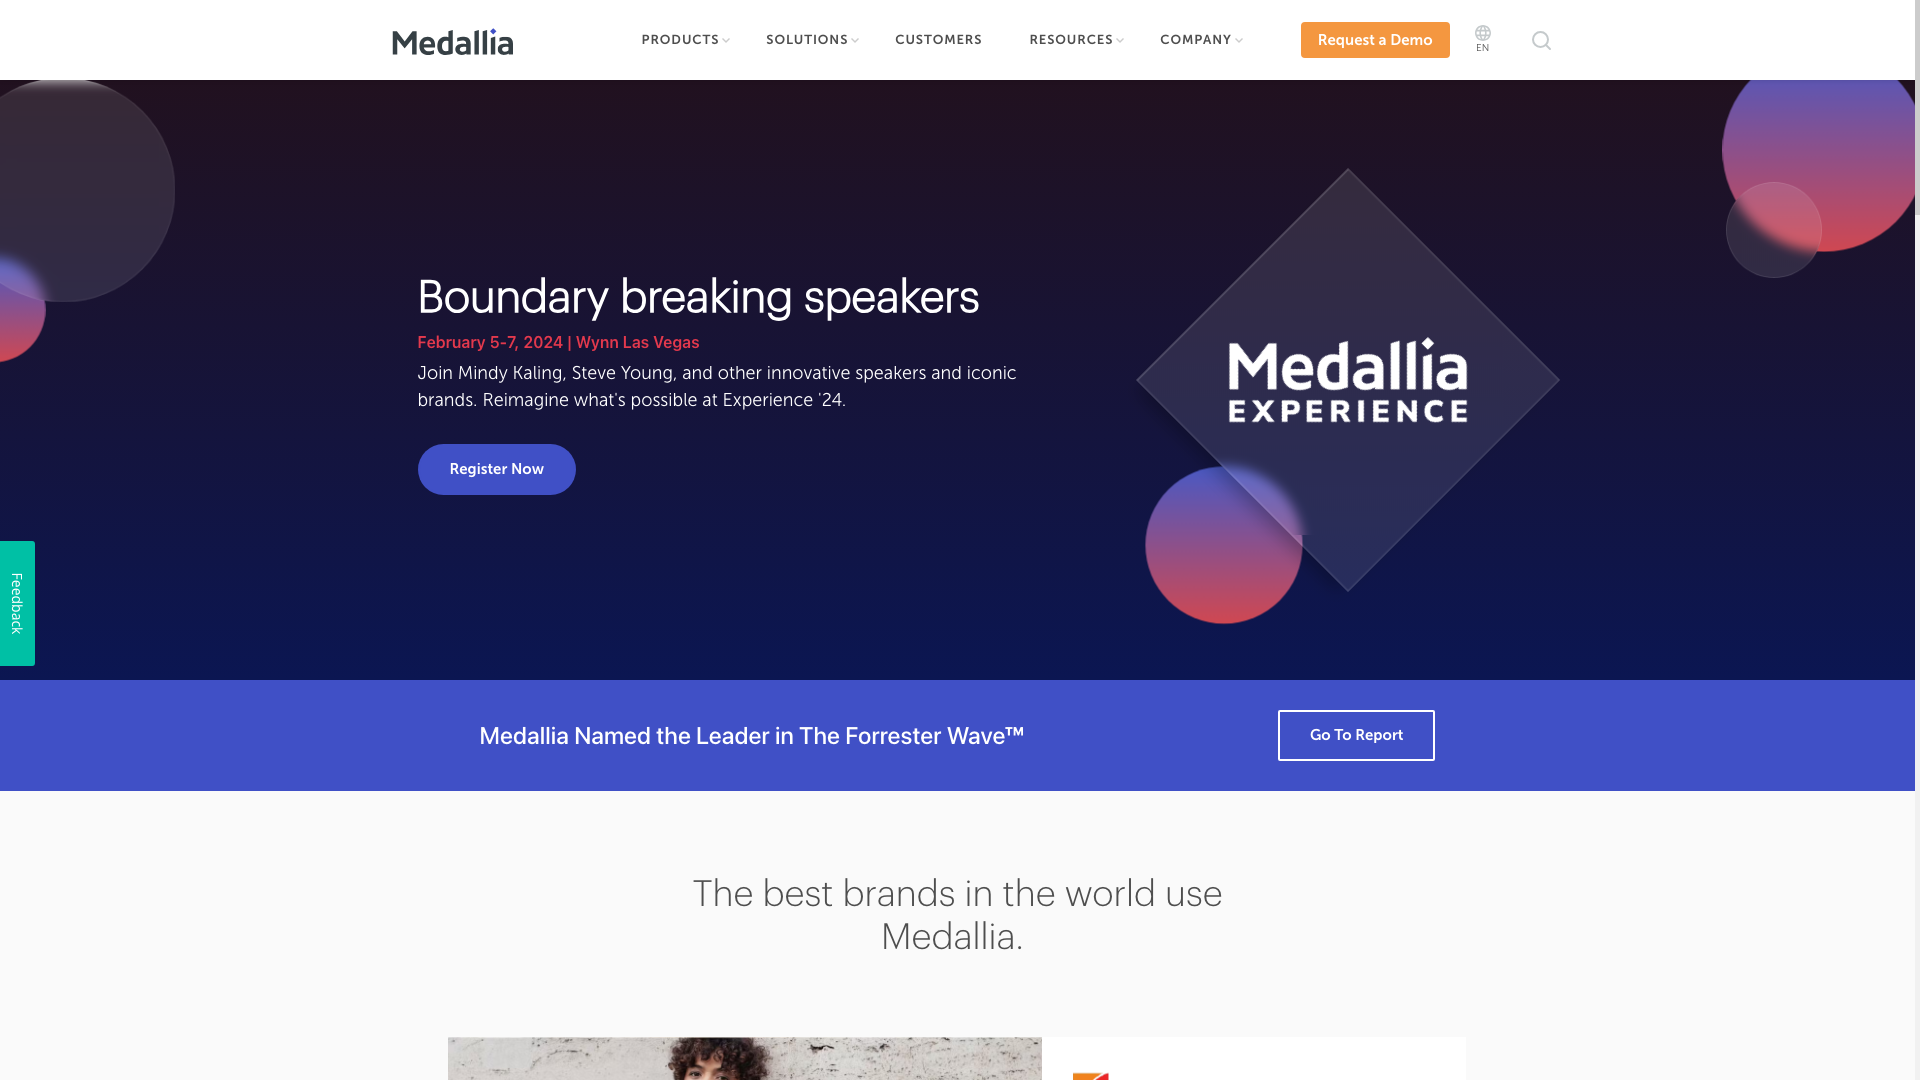 Medallia
PRODUCTS
SOLUTIONS
CUSTOMERS
RESOURCES
COMPANY
Request a Demo
EN
Boundary breaking speakers
February 5-7, 2024 | Wynn Las Vegas
Join Mindy Kaling, Steve Young, and other innovative speakers and iconic
brands. Reimagine what's possible at Experience '24.
Register Now
Medallia
EXPERIENCE
Feedback
Medallia Named the Leader in The Forrester Wave™
Go To Report
The best brands in the world use
Medallia.